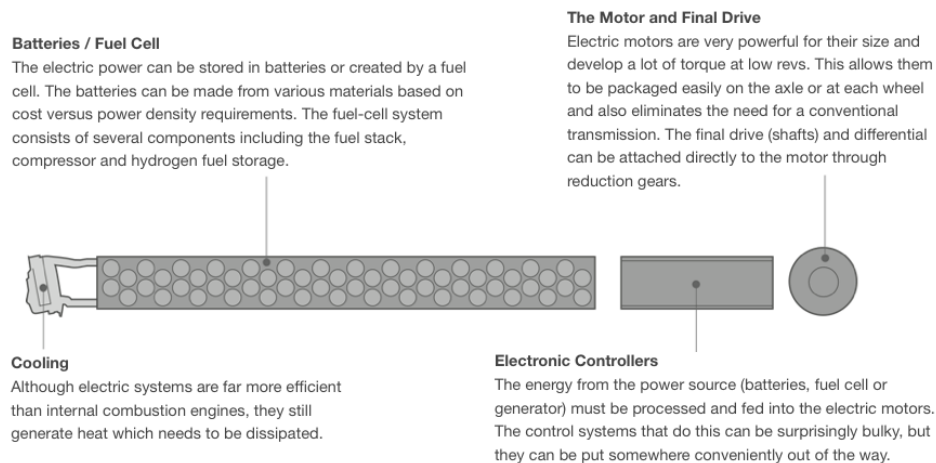 Batteries / Fuel Cell
The electric power can be stored in batteries or created by a fuel
cell. The batteries can be made from various materials based on
cost versus power density requirements. The fuel-cell system
consists of several components including the fuel stack,
compressor and hydrogen fuel storage.
The Motor and Final Drive
Electric motors are very powerful for their size and
develop a lot of torque at low revs. This allows them
to be packaged easily on the axle or at each wheel
and also eliminates the need for a conventional
transmission. The final drive (shafts) and differential
can be attached directly to the motor through
reduction gears.
Cooling
Although electric systems are far more efficient
than internal combustion engines, they still
generate heat which needs to be dissipated.
Electronic Controllers
The energy from the power source (batteries, fuel cell or
generator) must be processed and fed into the electric motors.
The control systems that do this can be surprisingly bulky, but
they can be put somewhere conveniently out of the way.